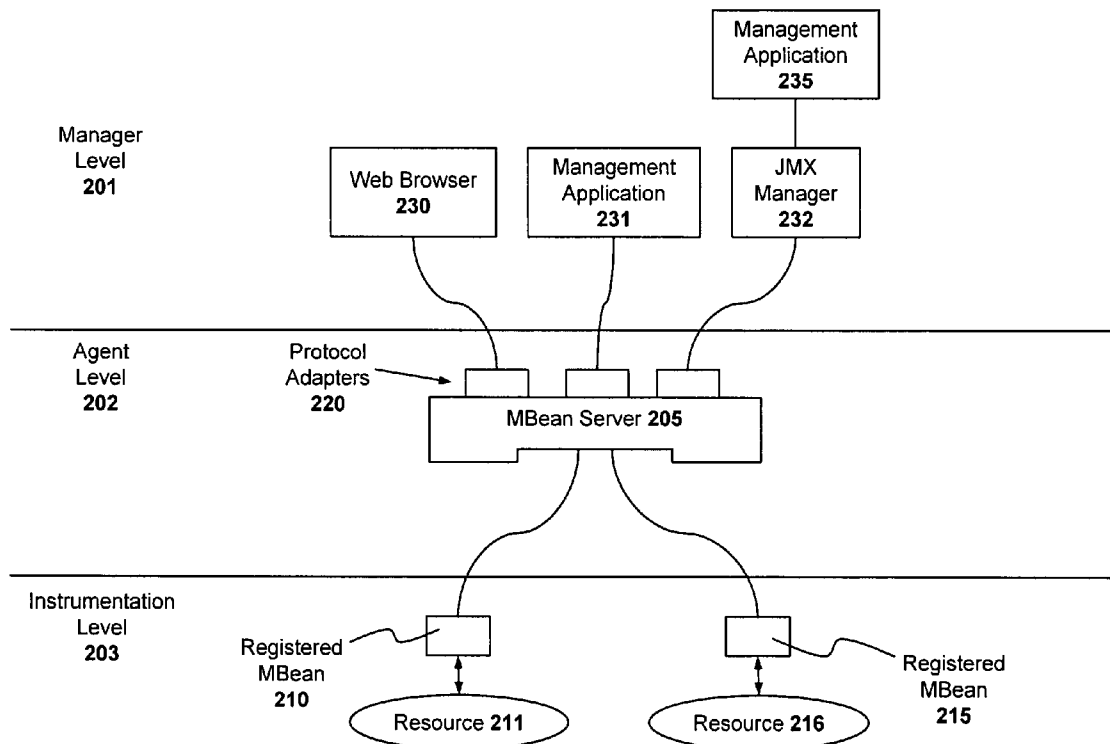 Management
Application
235
Manager
Level
201
Web Browser
230
Management
Application
231
JMX
Manager
232
Agent
Level
202
Protocol
Adapters
220
MBean Server 205
Instrumentation
Level
203
Registered
MBean
210
Registered
MBean
215
Resource 211
Resource 216